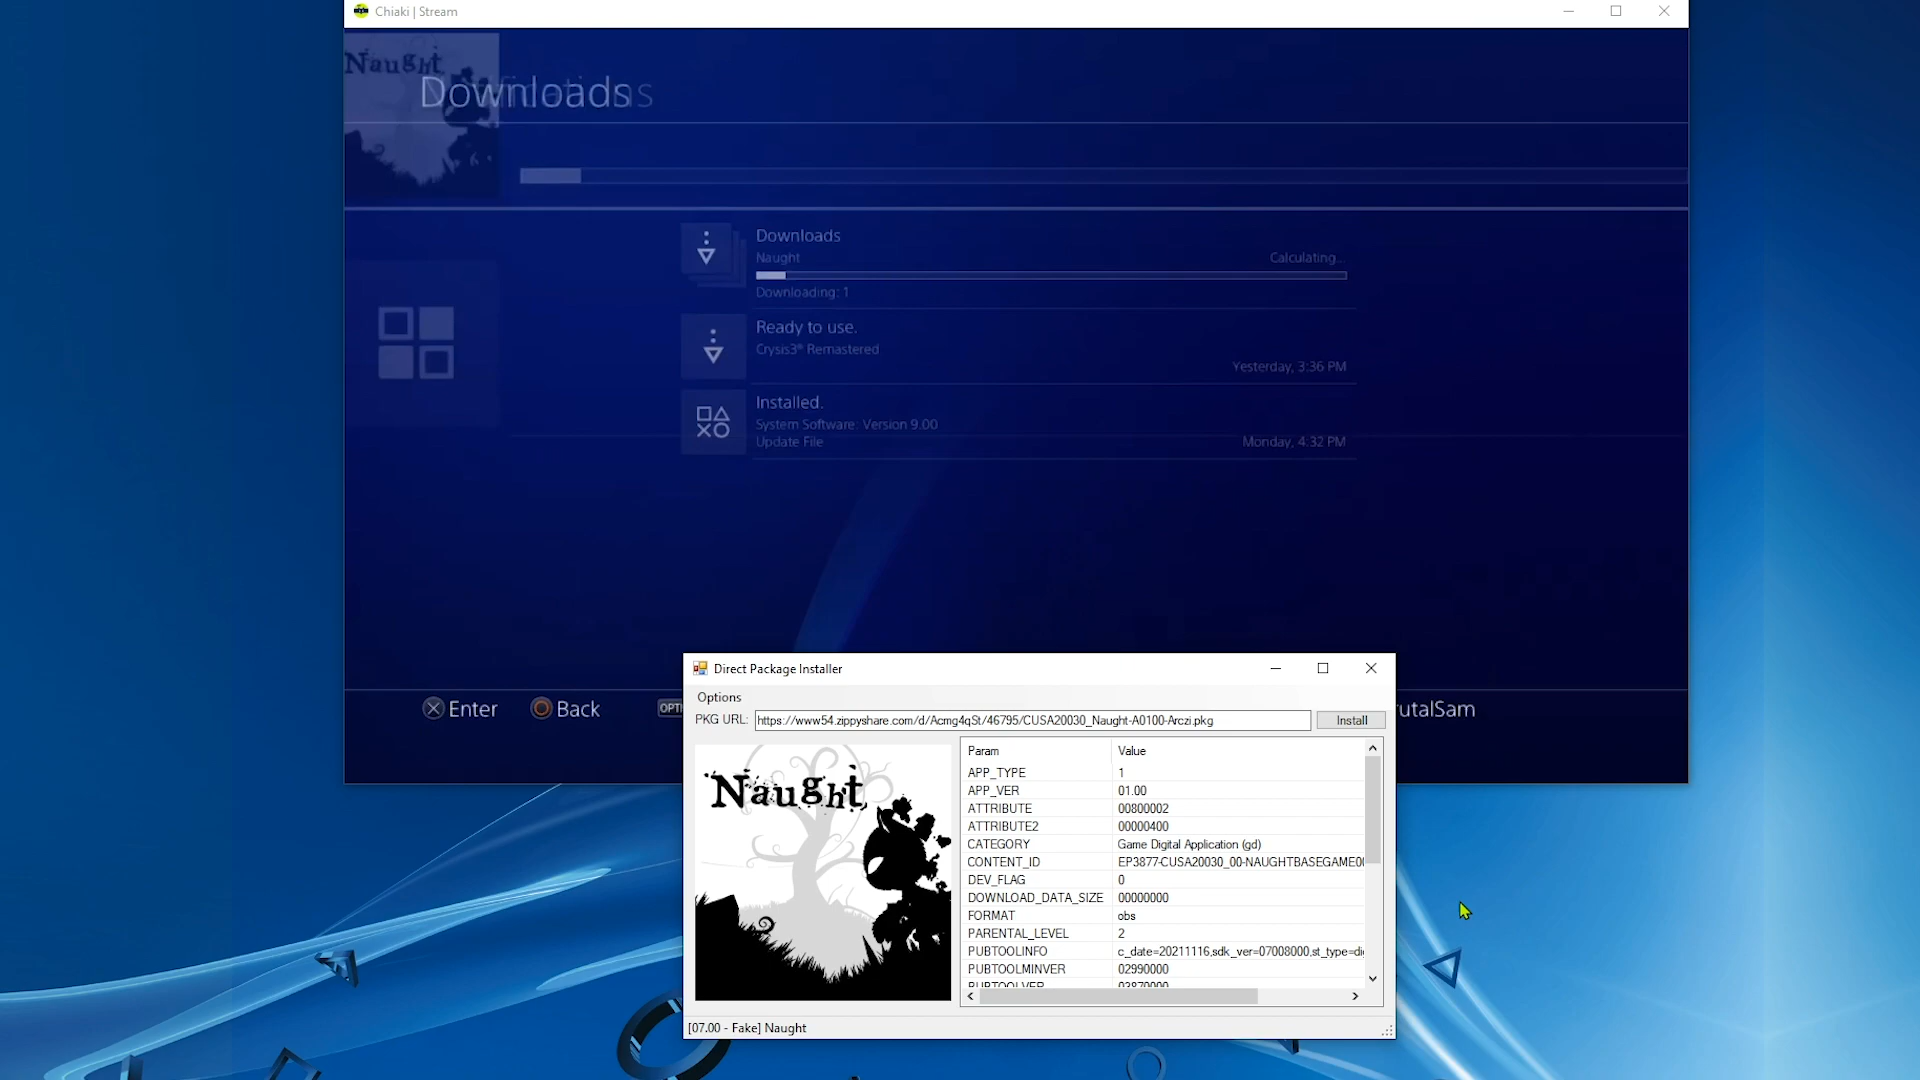 Chiaki | Stream
Naught
Downloads
Downloads
Naught
Calculating...
Downloading: 1
Ready to use.
Crysis3® Remastered
Yesterday, 3:36 PM
Installed.
System Software: Version 9.00
Update File
Monday, 4:32 PM
Enter
Back
OPTI
rutalSam
Direct Package Installer
Options
PKG URL:
https://www54.zippyshare.com/d/Acmg4qSt/46795/CUSA20030_Naught-A0100-Arczi.pkg
Install
Naught
Param Value
APP_TYPE 1
APP_VER 01.00
ATTRIBUTE 00800002
ATTRIBUTE2 00000400
CATEGORY Game Digital Application (gd)
CONTENT_ID EP3877-CUSA20030_00-NAUGHTBASEGAME0
DEV_FLAG 0
DOWNLOAD_DATA_SIZE 00000000
FORMAT obs
PARENTAL_LEVEL 2
PUBTOOLINFO c_date=20211116,sdk_ver=07008000,st_type=di
PUBTOOLMINVER 02990000
PUBTOOLVER 03870000
[07.00 - Fake] Naught